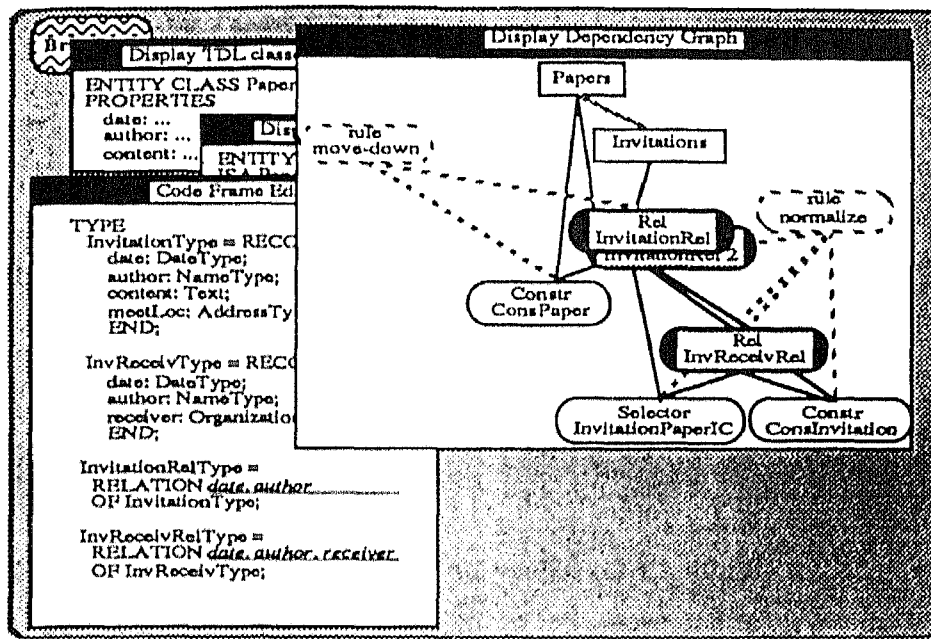 Br
Display TDL class
ENTITY CLASS Paper
PROPERTIES
date: ...
author: ...
content: ...
Disp
ENTITY
Code Frame Ed
TYPE
InvitationType = RECO
date: DateType;
author: NameType;
content: Text;
meetLoc: AddressTy
END;
InvReceivType = RECO
date: DateType;
author: NameType;
receiver: Organizatio
END;
InvitationRelType =
RELATION date, author
OF InvitationType;
InvReceivRelType =
RELATION date, author, receiver
OF InvReceivType;
Display Dependency Graph
Papers
rule
move-down
Invitations
rule
normalize
Rel
InvitationRel
InvitationRel 2
Constr
ConsPaper
Rel
InvReceivRel
Selector
InvitationPaperIC
Constr
ConsInvitation